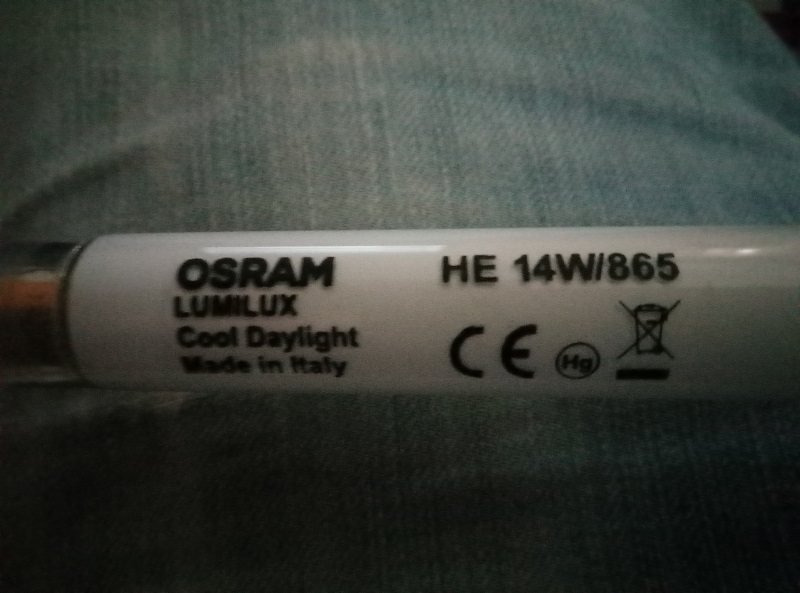 OSRAM
LUMILUX
Cool Daylight
Made in Italy
HE 14W/865
CE Hg